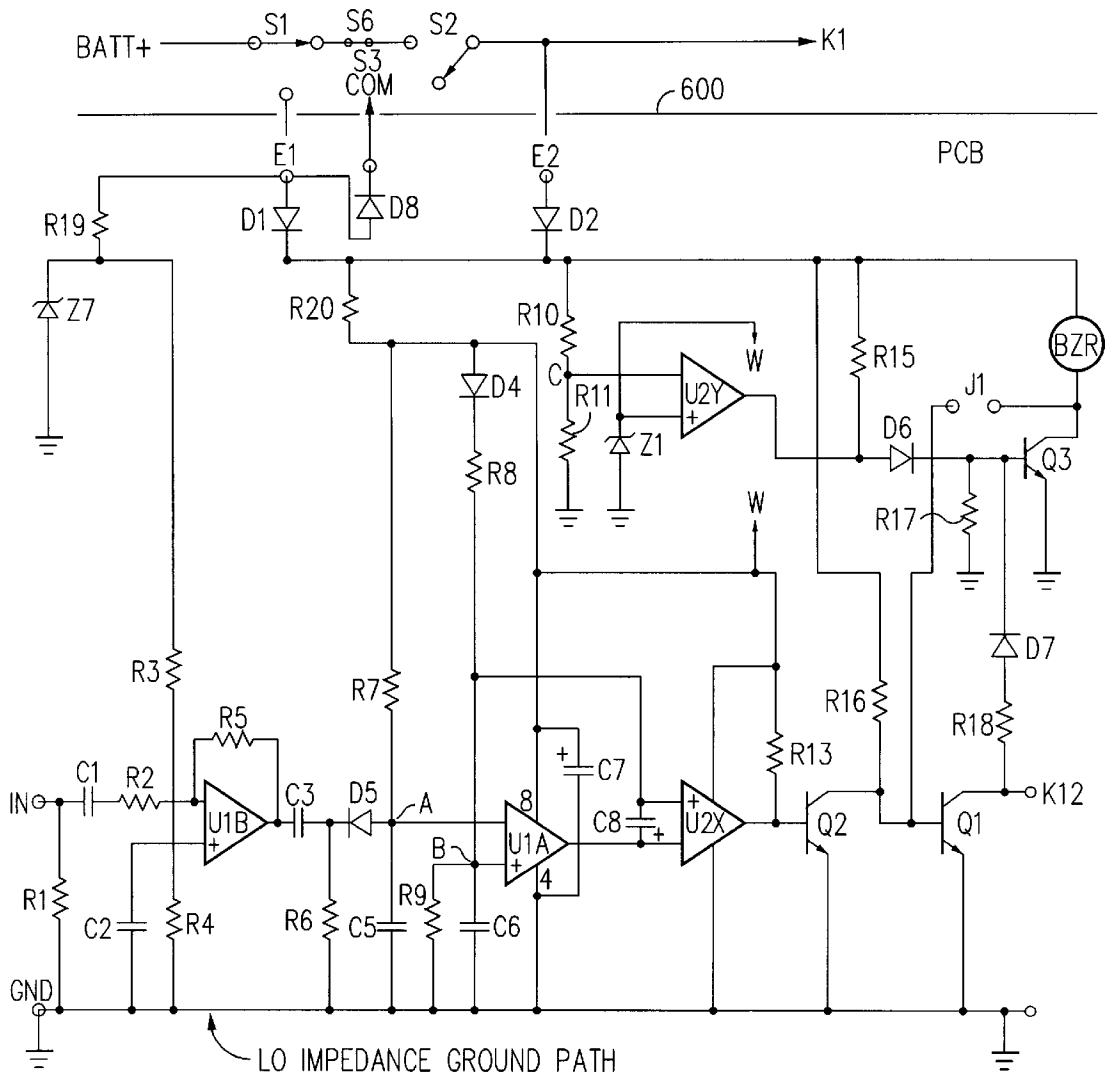 S1 S6 S2
BATT+ K1
S3
COM 600
E1 E2 PCB
D1 D8 D2
R19
Z7 R20 R10 BZR
W R15
D4 C R11 U2Y J1
+ D6
Z1 Q3
R8
W R17
D7
R3 R7 R16
R18
R5 R13
+ C7
C1 R2 C3 D5 A 8 K12
IN U1B C8 + U2X Q2 Q1
+ B U1A +
+ 4
R1 C2 R4 R6 C5 R9 C6
GND
LO IMPEDANCE GROUND PATH